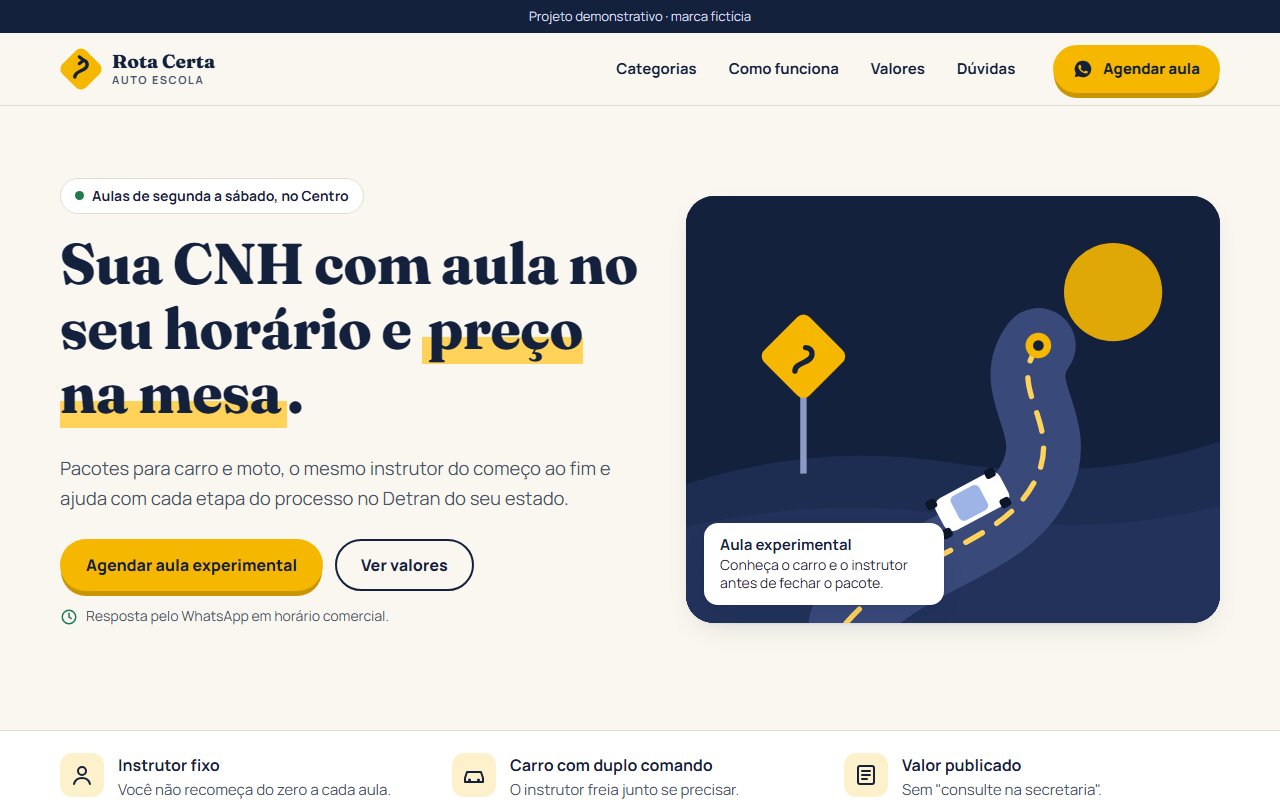 Projeto demonstrativo · marca fictícia
Rota Certa
AUTO ESCOLA
Categorias
Como funciona
Valores
Dúvidas
Agendar aula
Aulas de segunda a sábado, no Centro
Sua CNH com aula no
seu horário e preço
na mesa.
Pacotes para carro e moto, o mesmo instrutor do começo ao fim e
ajuda com cada etapa do processo no Detran do seu estado.
Agendar aula experimental
Ver valores
Resposta pelo WhatsApp em horário comercial.
Aula experimental
Conheça o carro e o instrutor
antes de fechar o pacote.
Instrutor fixo
Você não recomeça do zero a cada aula.
Carro com duplo comando
O instrutor freia junto se precisar.
Valor publicado
Sem "consulte na secretaria".